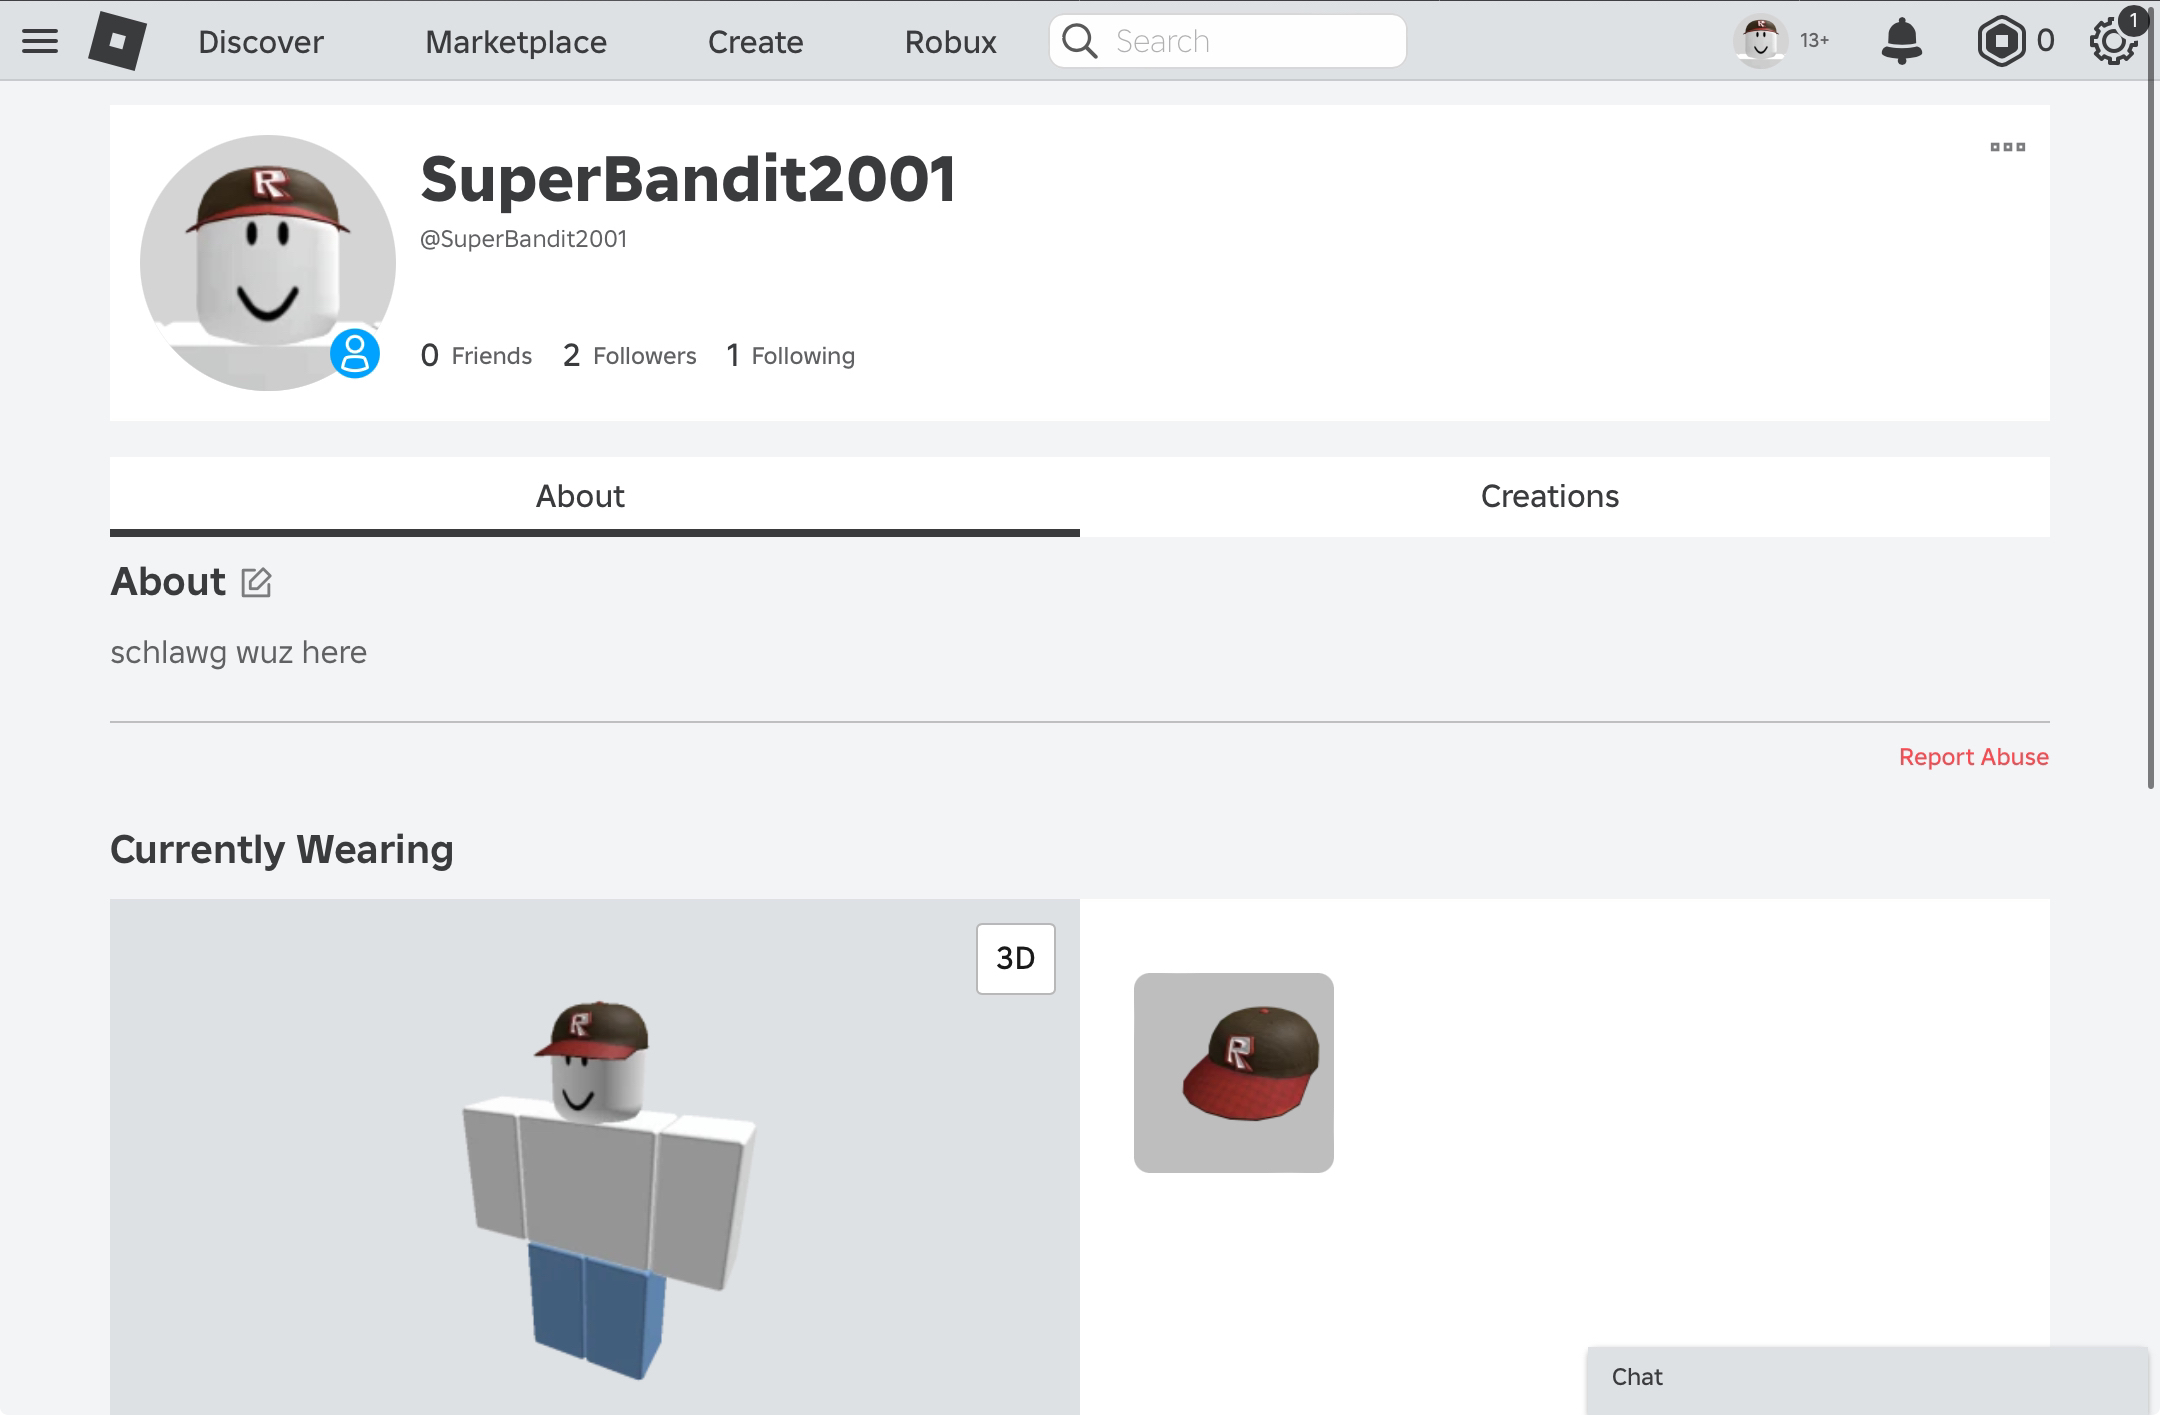 Discover Marketplace Create Robux Search 13+ 0 1
SuperBandit2001
@SuperBandit2001
0 Friends 2 Followers 1 Following
About Creations
About
schlawg wuz here
Report Abuse
Currently Wearing
3D
R
R
R
Chat